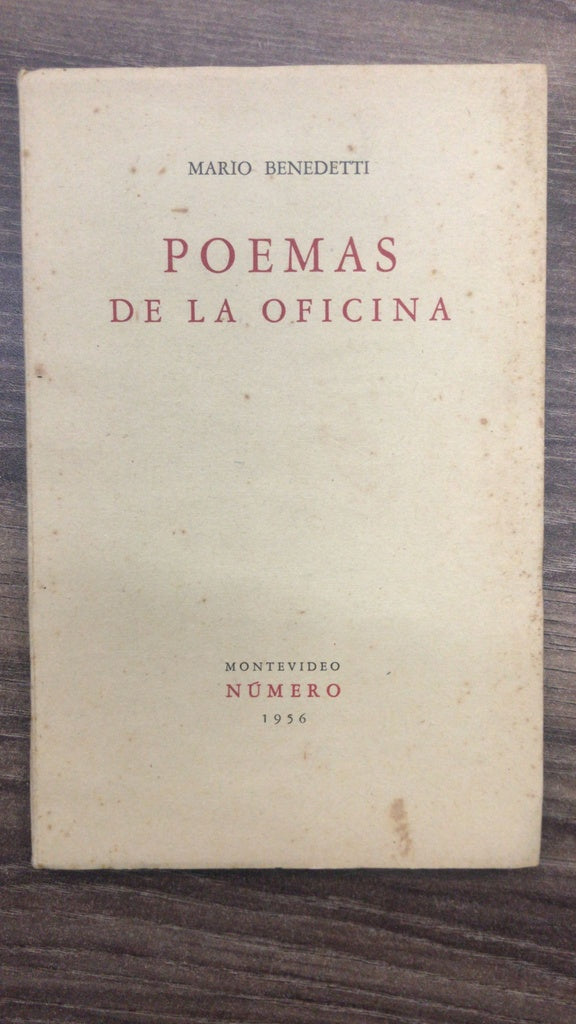 MARIO BENEDETTI
POEMAS
DE LA OFICINA
MONTEVIDEO
NÚMERO
1956